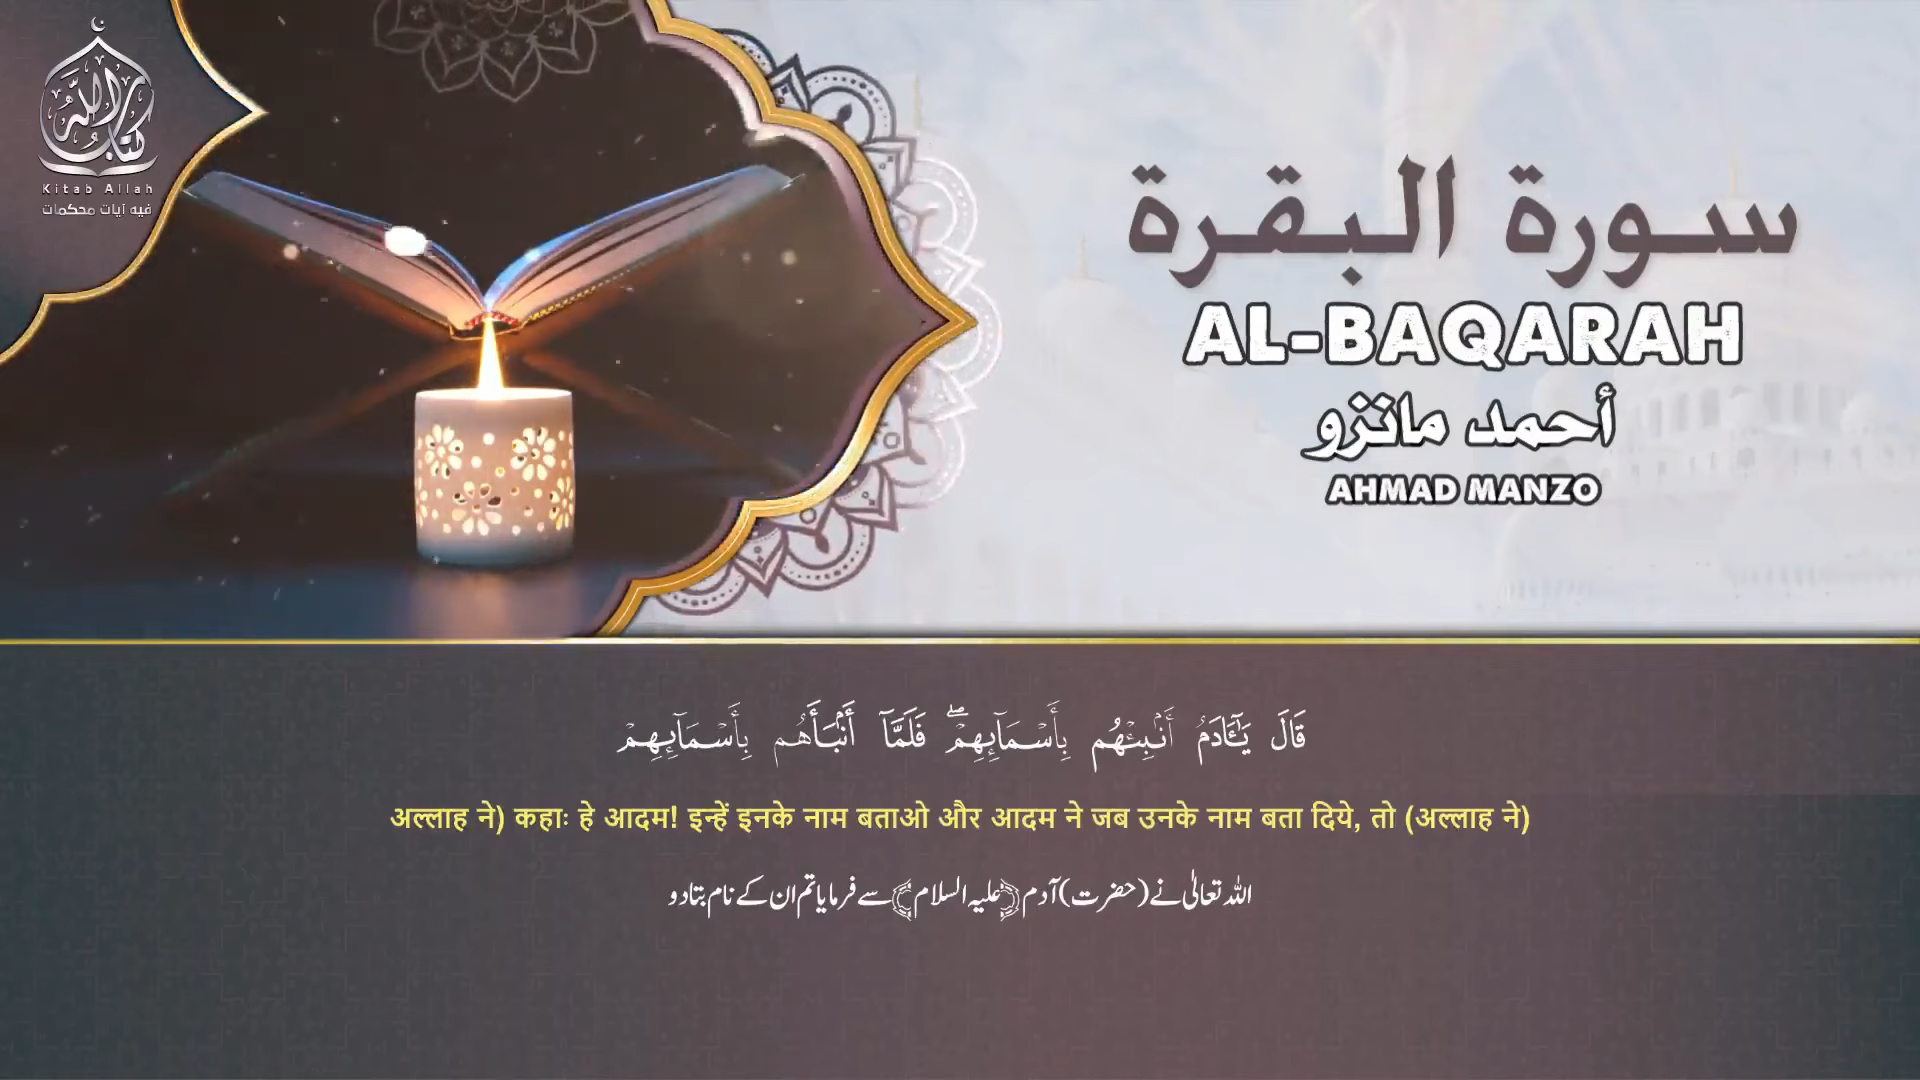 كتاب الله
Kitab Allah
فيه آيات محكمات
سورة البقرة
AL-BAQARAH
أحمد مانزو
AHMAD MANZO
قَالَ يَٰٓـَٔادَمُ أَنۢبِئْهُم بِأَسْمَآئِهِمْ ۖ فَلَمَّآ أَنۢبَأَهُم بِأَسْمَآئِهِمْ
अल्लाह ने) कहाः हे आदम! इन्हें इनके नाम बताओ और आदम ने जब उनके नाम बता दिये, तो (अल्लाह ने)
اللہ تعالیٰ نے (حضرت) آدم ﴿علیہ السلام﴾ سے فرمایا تم ان کے نام بتا دو